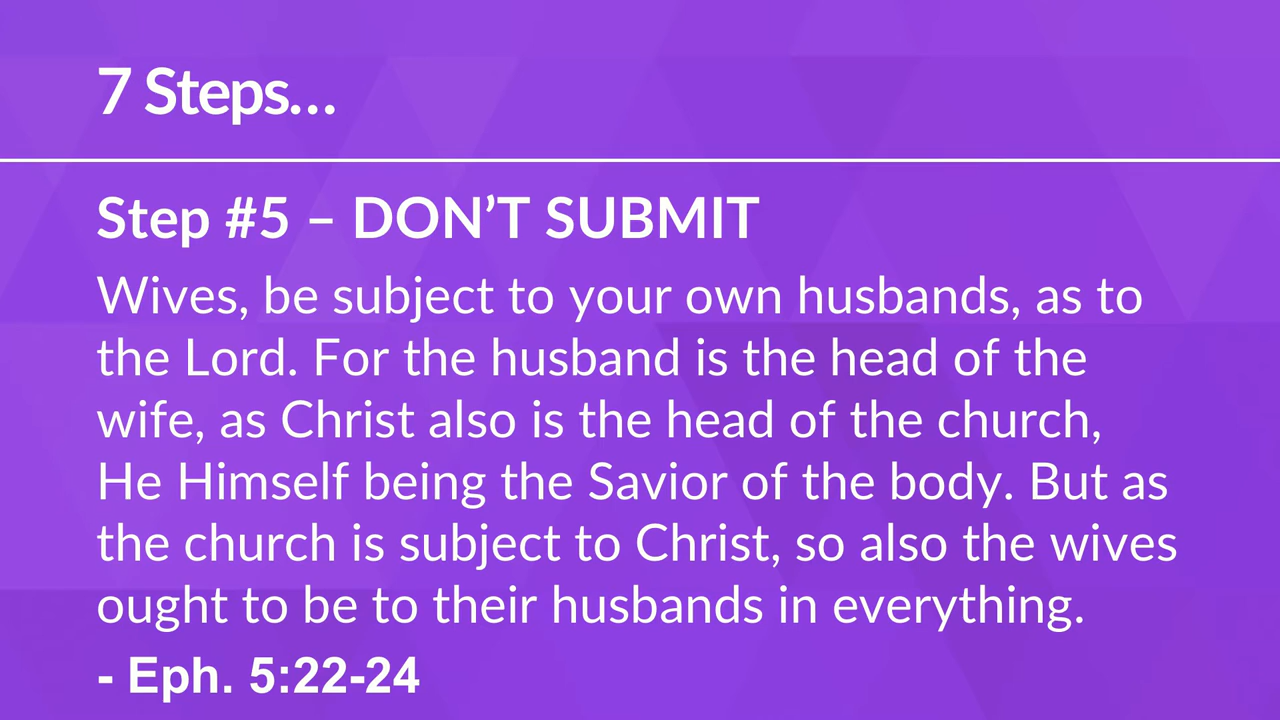 7 Steps...
Step #5 – DON’T SUBMIT
Wives, be subject to your own husbands, as to
the Lord. For the husband is the head of the
wife, as Christ also is the head of the church,
He Himself being the Savior of the body. But as
the church is subject to Christ, so also the wives
ought to be to their husbands in everything.
- Eph. 5:22-24